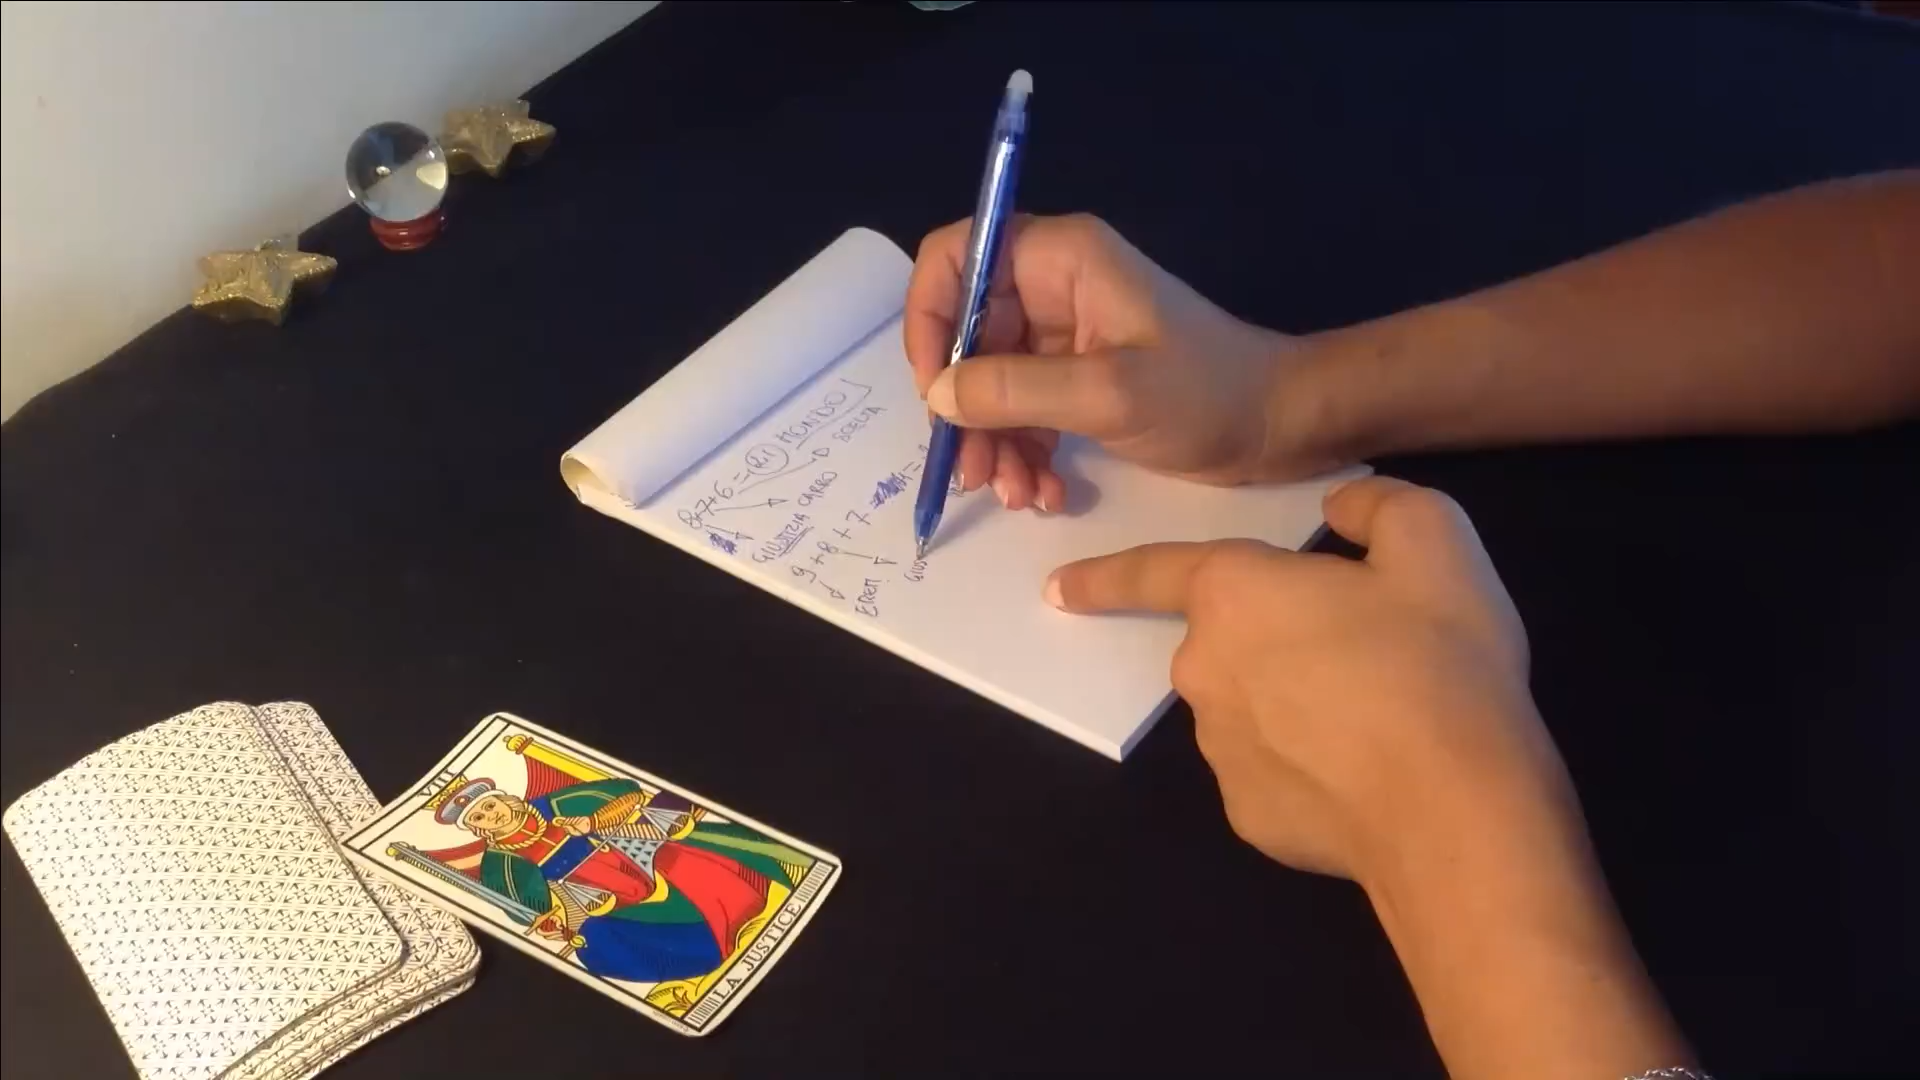 8+7+6=(21) MONDO
SCELTA
GIUSTIZIA CARRO
9+8+7
EREM.
GIUS
VIII
LA JUSTICE